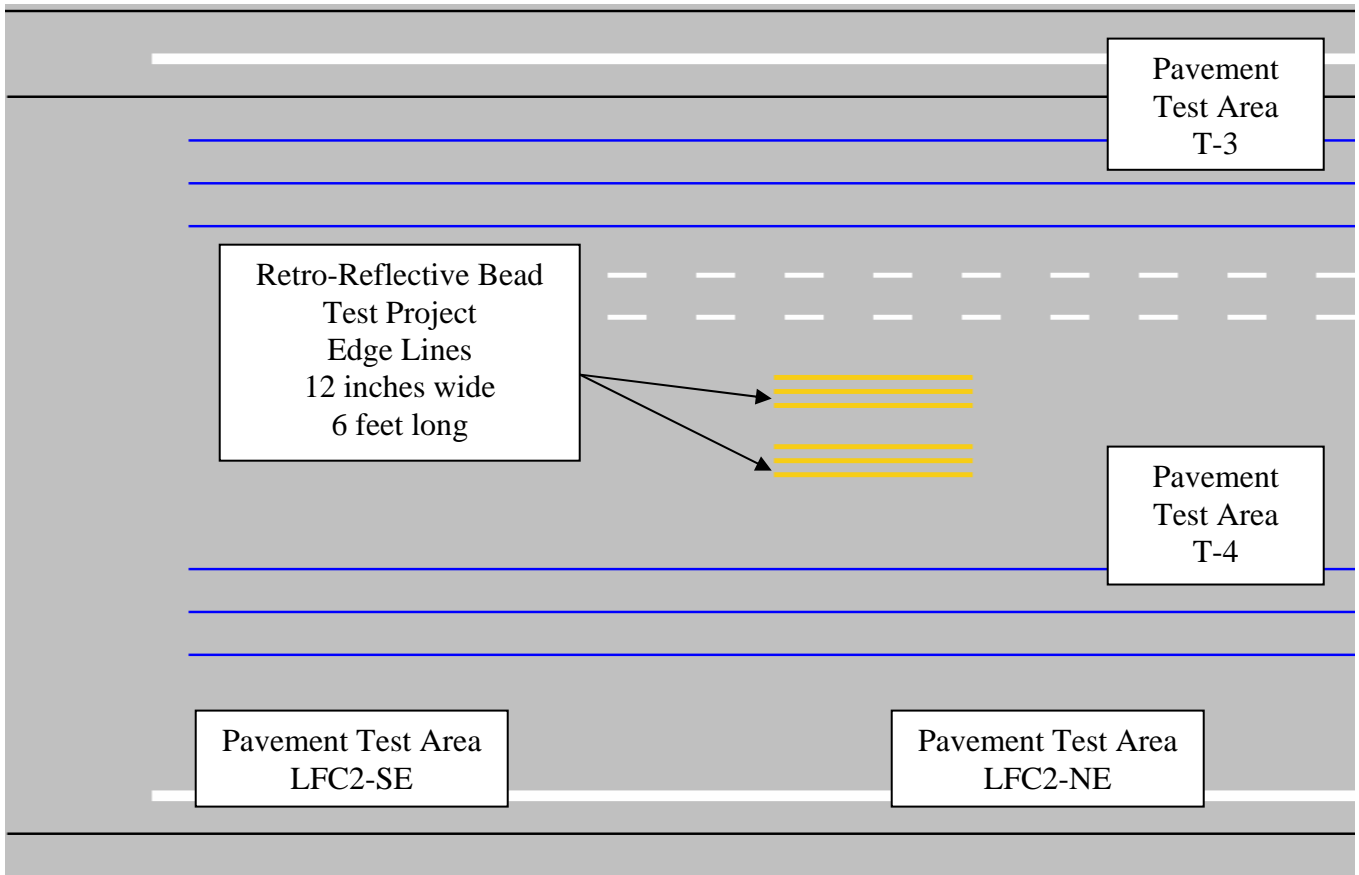 Pavement
Test Area
T-3
Retro-Reflective Bead
Test Project
Edge Lines
12 inches wide
6 feet long
Pavement
Test Area
T-4
Pavement Test Area
LFC2-SE
Pavement Test Area
LFC2-NE